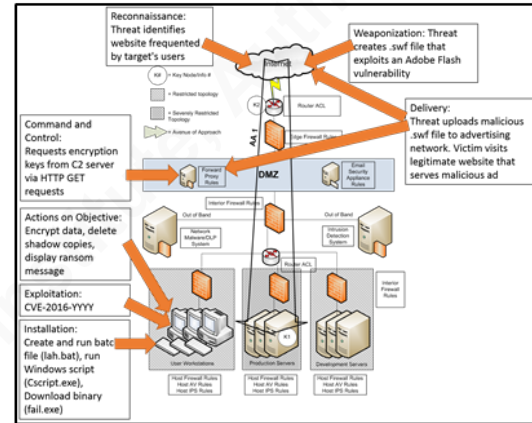 Reconnaissance:
Threat identifies
website frequented
by target's users
Weaponization: Threat
creates .swf file that
exploits an Adobe Flash
vulnerability
Internet
K# = Key Node/Info #
= Restricted topology
= Severely Restricted
Topology
= Avenue of Approach
K2
Router ACL
AA 1
Edge Firewall Rules
Command and
Control:
Requests encryption
keys from C2 server
via HTTP GET
requests
Delivery:
Threat uploads malicious
.swf file to advertising
network. Victim visits
legitimate website that
serves malicious ad
Forward
Proxy
Rules
DMZ
Email
Security
Appliance
Rules
Interior Firewall
Rules
Actions on Objective:
Encrypt data, delete
shadow copies,
display ransom
message
Out of Band
Out of Band
Network
Malware/DLP
System
Intrusion
Detection
System
Router ACL
Interior
Firewall
Rules
Exploitation:
CVE-2016-YYYY
Installation:
Create and run batch
file (lah.bat), run
Windows script
(Cscript.exe),
Download binary
(fail.exe)
K1
User Workstations
Production Servers
Development Servers
Host Firewall Rules
Host AV Rules
Host IPS Rules
Host Firewall Rules
Host AV Rules
Host IPS Rules
Host Firewall Rules
Host AV Rules
Host IPS Rules